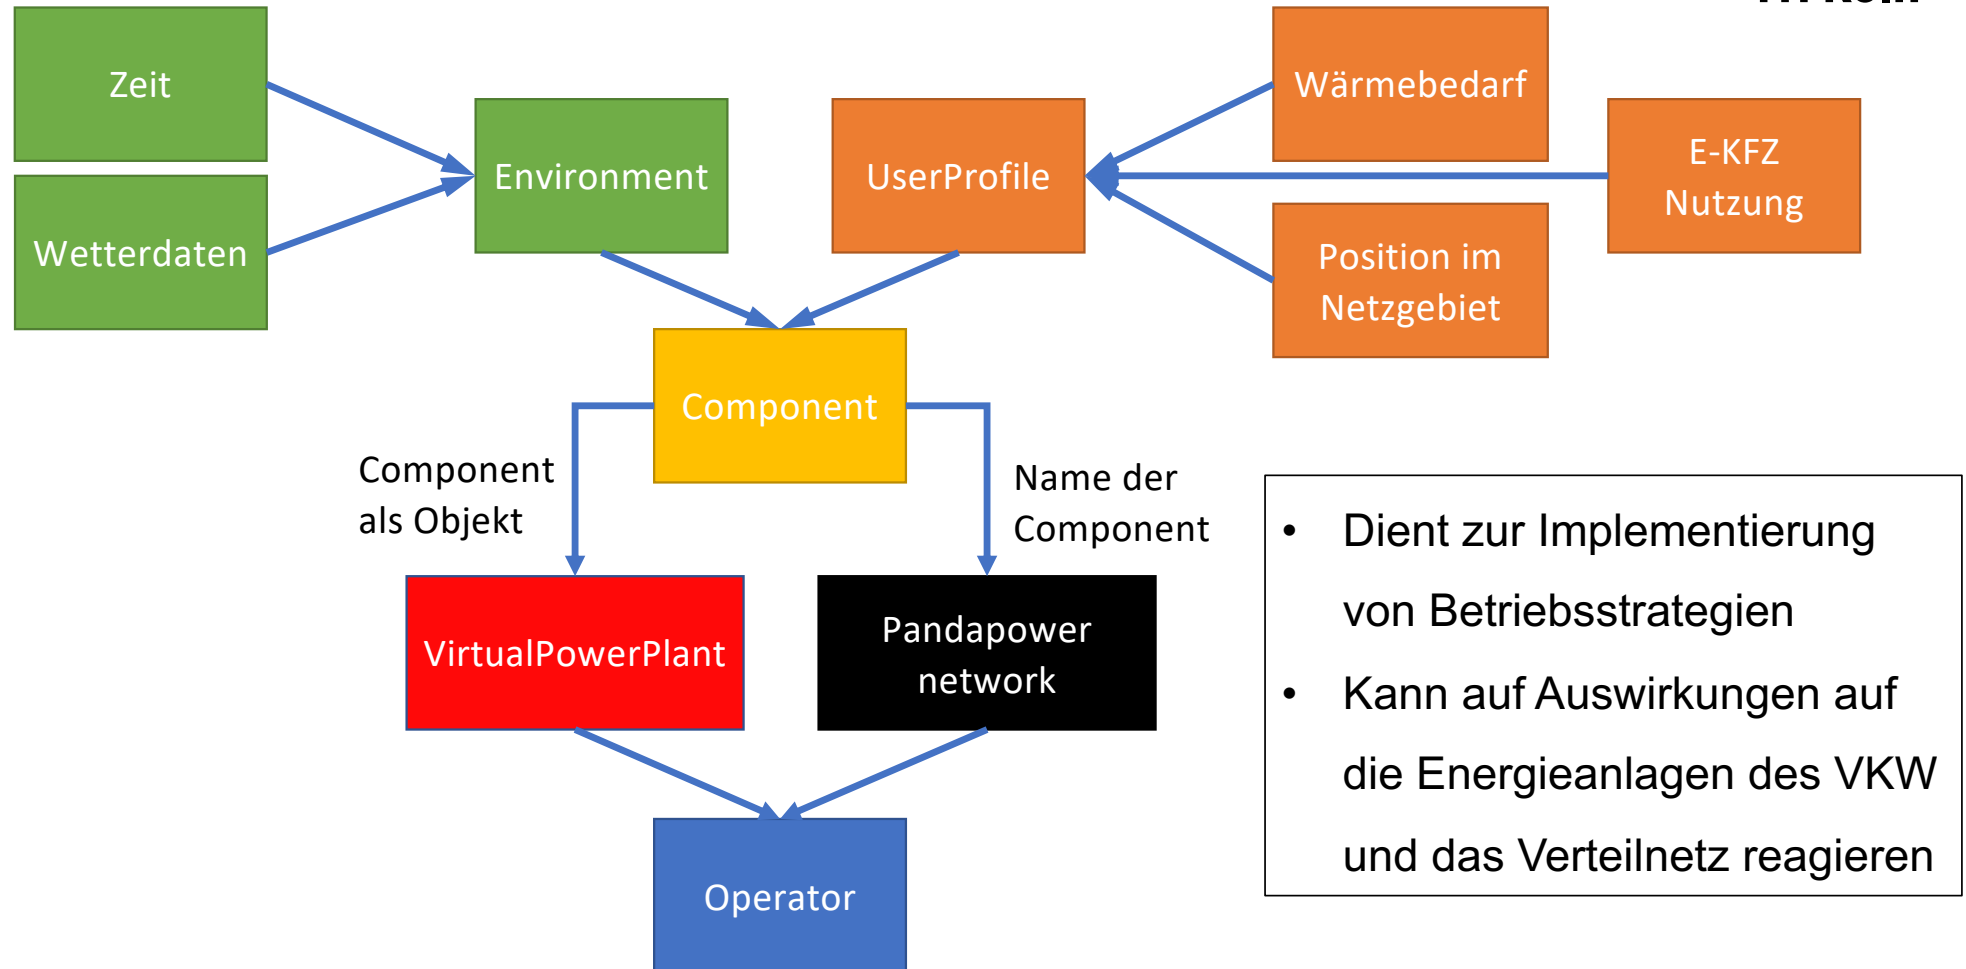 Zeit
Wetterdaten
Environment
UserProfile
Wärmebedarf
E-KFZ
Nutzung
Position im
Netzgebiet
Component
Component
als Objekt
Name der
Component
VirtualPowerPlant
Pandapower
network
Operator
• Dient zur Implementierung
von Betriebsstrategien
• Kann auf Auswirkungen auf
die Energieanlagen des VKW
und das Verteilnetz reagieren